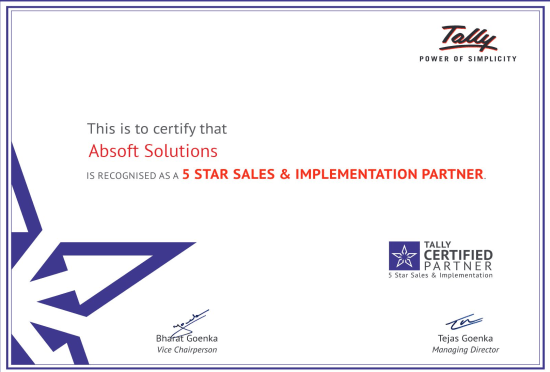 Tally
POWER OF SIMPLICITY
This is to certify that
Absoft Solutions
IS RECOGNISED AS A 5 STAR SALES & IMPLEMENTATION PARTNER.
TALLY
CERTIFIED
PARTNER
5 Star Sales & Implementation
Bharat Goenka
Vice Chairperson
Tejas Goenka
Managing Director